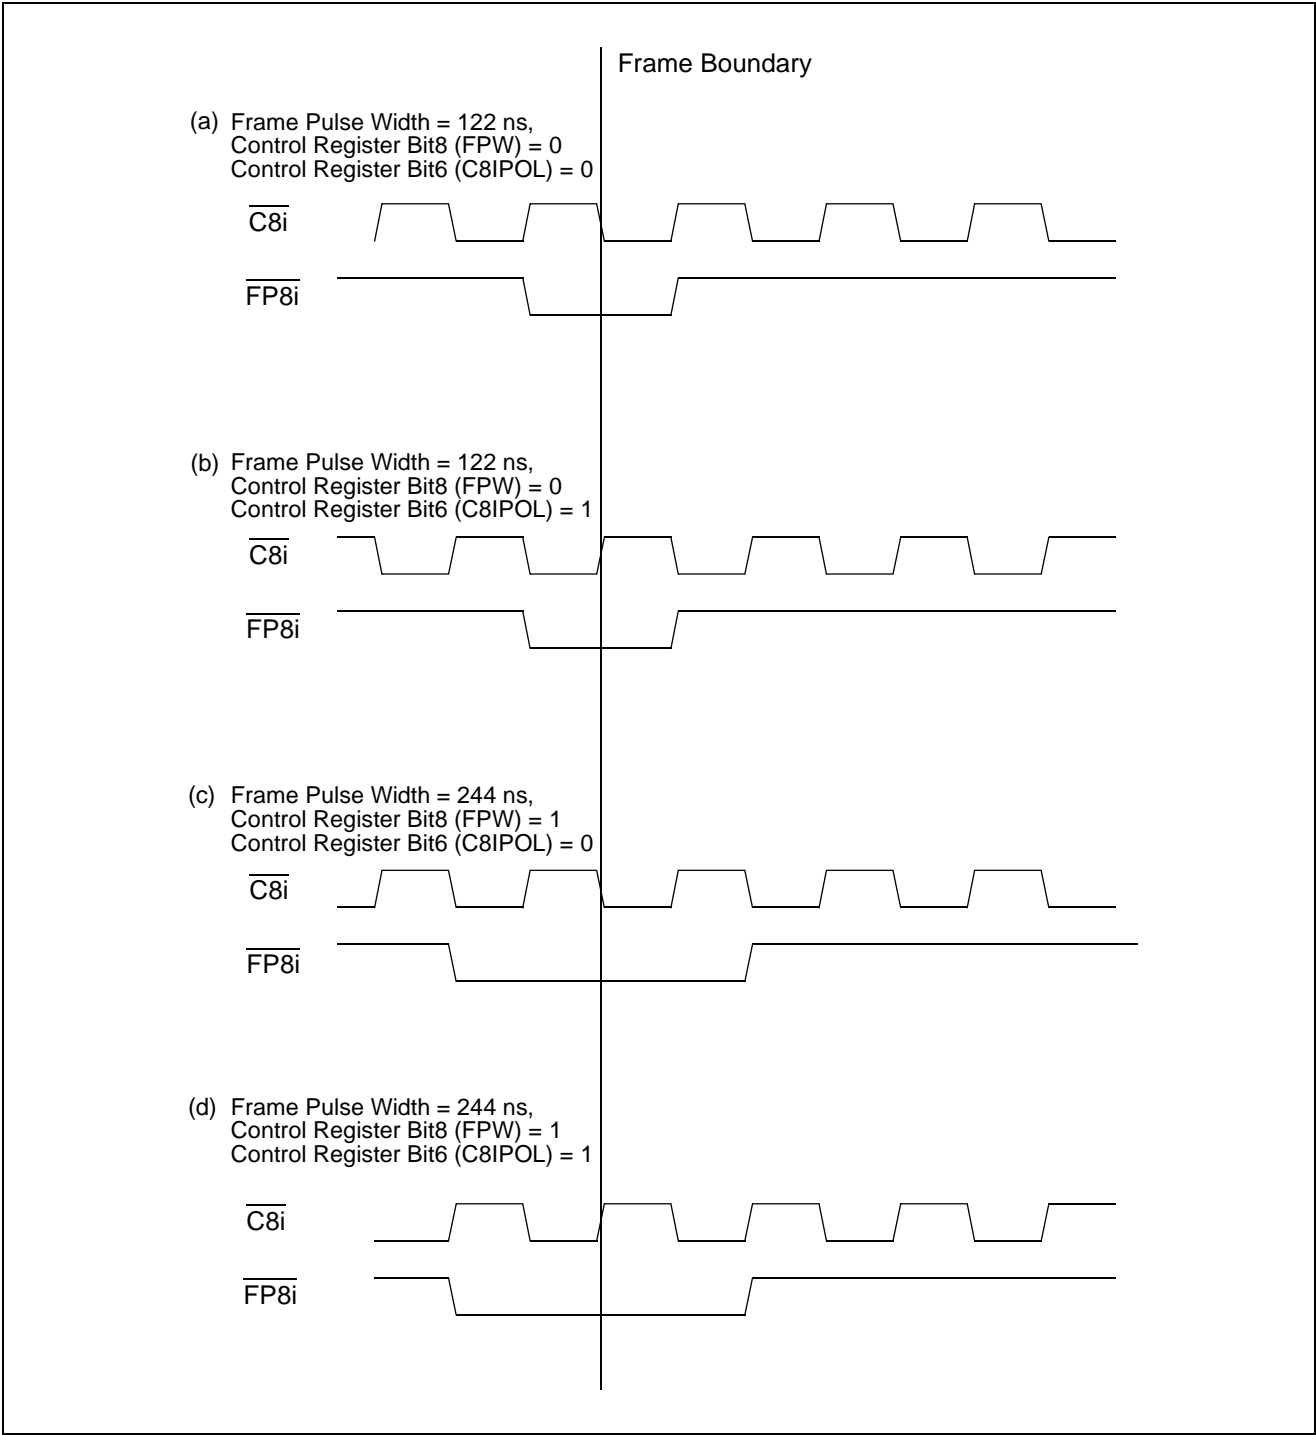 Frame Boundary
(a) Frame Pulse Width = 122 ns,
Control Register Bit8 (FPW) = 0
Control Register Bit6 (C8IPOL) = 0
C8i
FP8i
(b) Frame Pulse Width = 122 ns,
Control Register Bit8 (FPW) = 0
Control Register Bit6 (C8IPOL) = 1
C8i
FP8i
(c) Frame Pulse Width = 244 ns,
Control Register Bit8 (FPW) = 1
Control Register Bit6 (C8IPOL) = 0
C8i
FP8i
(d) Frame Pulse Width = 244 ns,
Control Register Bit8 (FPW) = 1
Control Register Bit6 (C8IPOL) = 1
C8i
FP8i